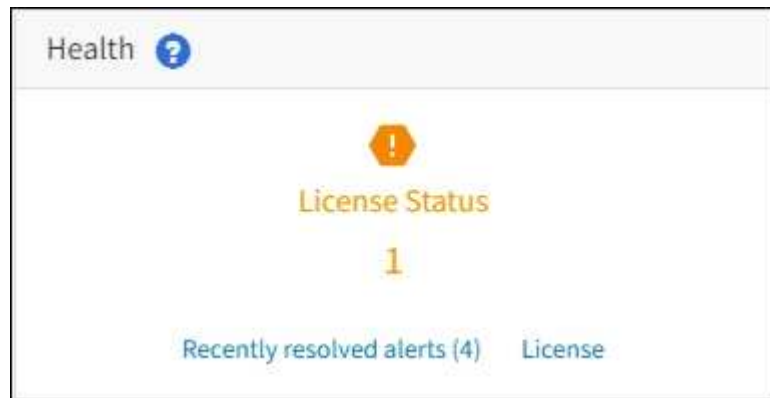 Health ?
!
License Status
1
Recently resolved alerts (4) License